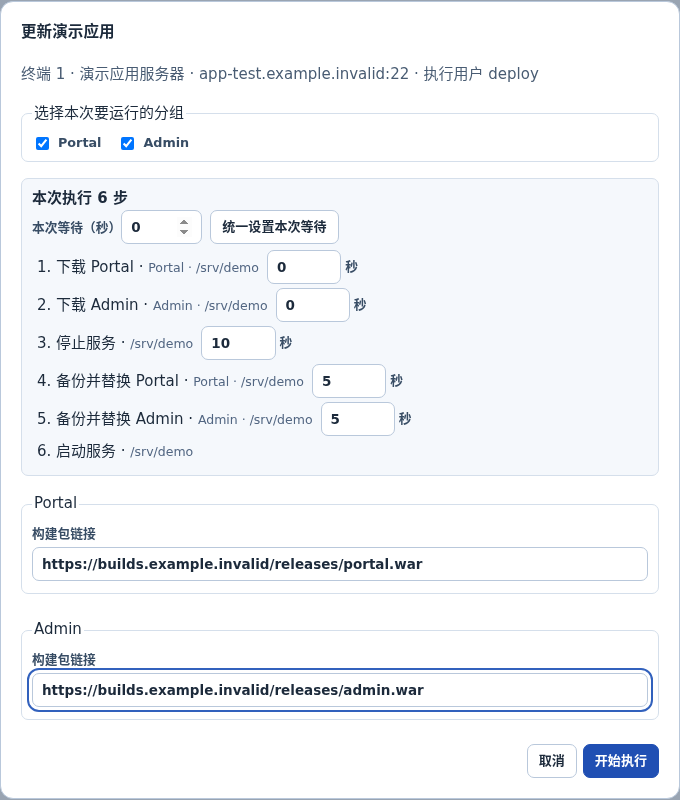 更新演示应用
终端 1 · 演示应用服务器 · app-test.example.invalid:22 · 执行用户 deploy
选择本次要运行的分组
Portal Admin
本次执行 6 步
本次等待（秒） 0 统一设置本次等待
1. 下载 Portal · Portal · /srv/demo 0 秒
2. 下载 Admin · Admin · /srv/demo 0 秒
3. 停止服务 · /srv/demo 10 秒
4. 备份并替换 Portal · Portal · /srv/demo 5 秒
5. 备份并替换 Admin · Admin · /srv/demo 5 秒
6. 启动服务 · /srv/demo
Portal
构建包链接
https://builds.example.invalid/releases/portal.war
Admin
构建包链接
https://builds.example.invalid/releases/admin.war
取消 开始执行